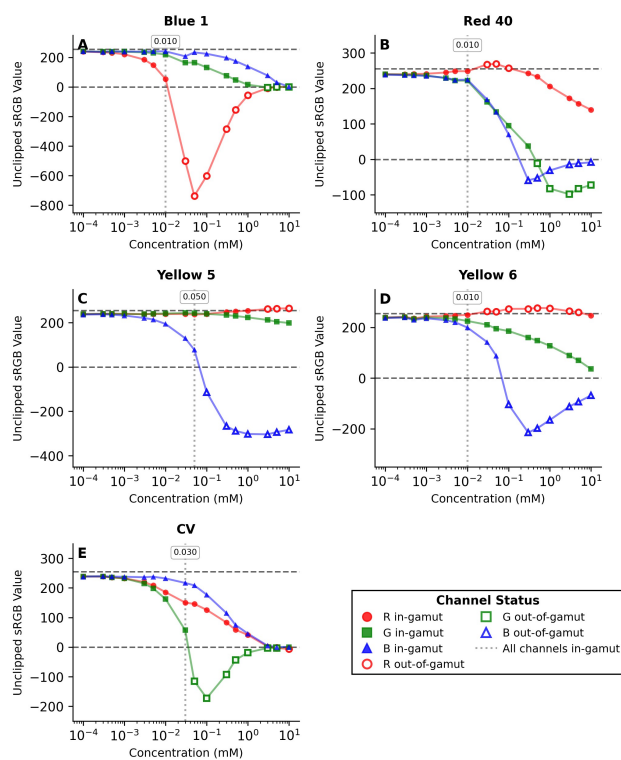 Blue 1
A
0.010
200
0
−200
−400
−600
−800
Unclipped sRGB Value
10−4 10−3 10−2 10−1 100 101
Concentration (mM)
Red 40
B
0.010
300
200
100
0
−100
Unclipped sRGB Value
10−4 10−3 10−2 10−1 100 101
Concentration (mM)
Yellow 5
C
0.050
200
0
−200
−400
Unclipped sRGB Value
10−4 10−3 10−2 10−1 100 101
Concentration (mM)
Yellow 6
D
0.010
200
0
−200
Unclipped sRGB Value
10−4 10−3 10−2 10−1 100 101
Concentration (mM)
CV
E
0.030
300
200
100
0
−100
−200
Unclipped sRGB Value
10−4 10−3 10−2 10−1 100 101
Concentration (mM)
Channel Status
R in-gamut
G in-gamut
B in-gamut
R out-of-gamut
G out-of-gamut
B out-of-gamut
All channels in-gamut